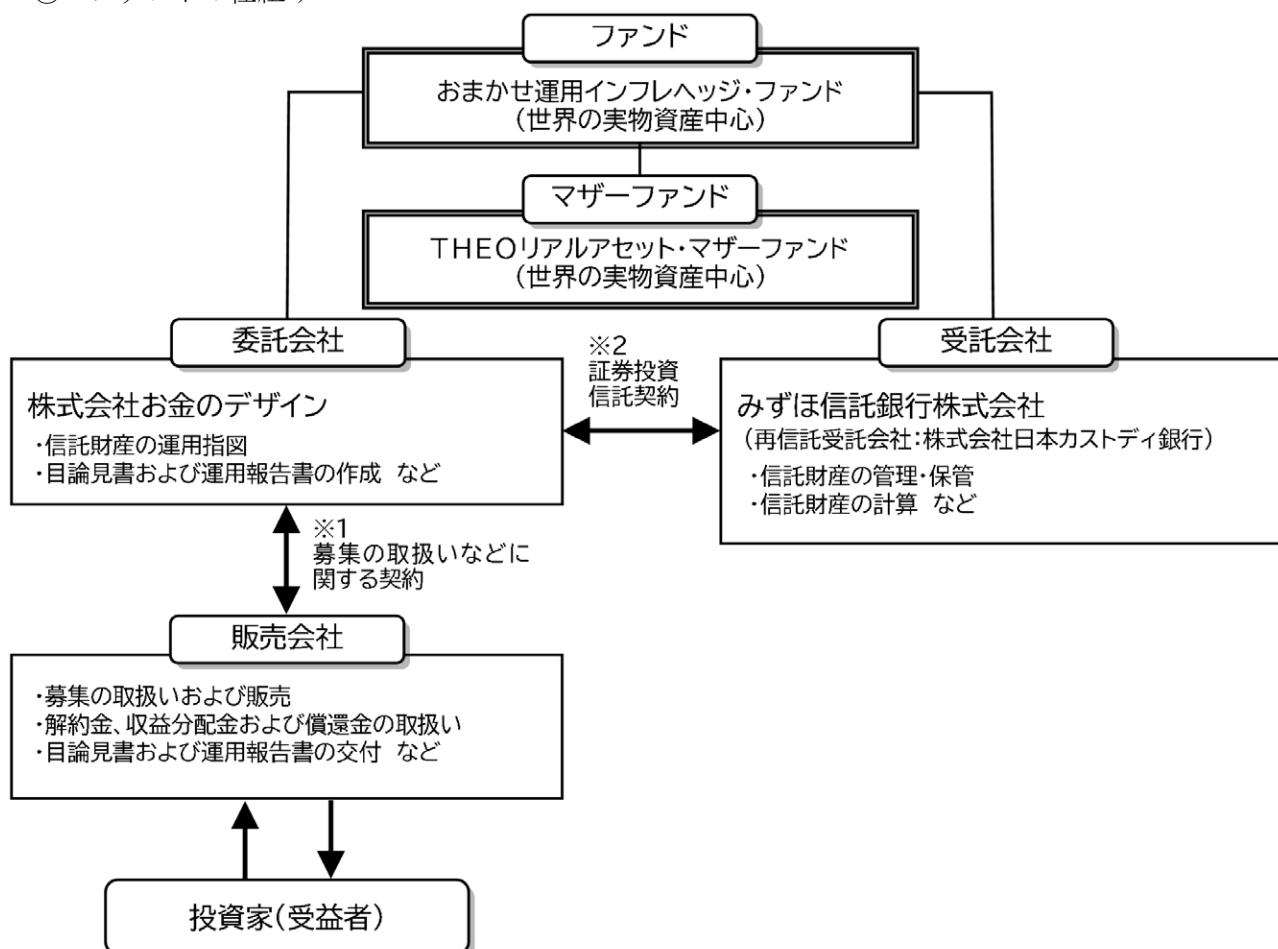 ファンド
おまかせ運用インフレヘッジ・ファンド
(世界の実物資産中心)
マザーファンド
THEOリアルアセット・マザーファンド
(世界の実物資産中心)
委託会社
株式会社お金のデザイン
・信託財産の運用指図
・目論見書および運用報告書の作成 など
※2
証券投資
信託契約
受託会社
みずほ信託銀行株式会社
(再信託受託会社:株式会社日本カストディ銀行)
・信託財産の管理・保管
・信託財産の計算 など
※1
募集の取扱いなどに
関する契約
販売会社
・募集の取扱いおよび販売
・解約金、収益分配金および償還金の取扱い
・目論見書および運用報告書の交付 など
投資家(受益者)